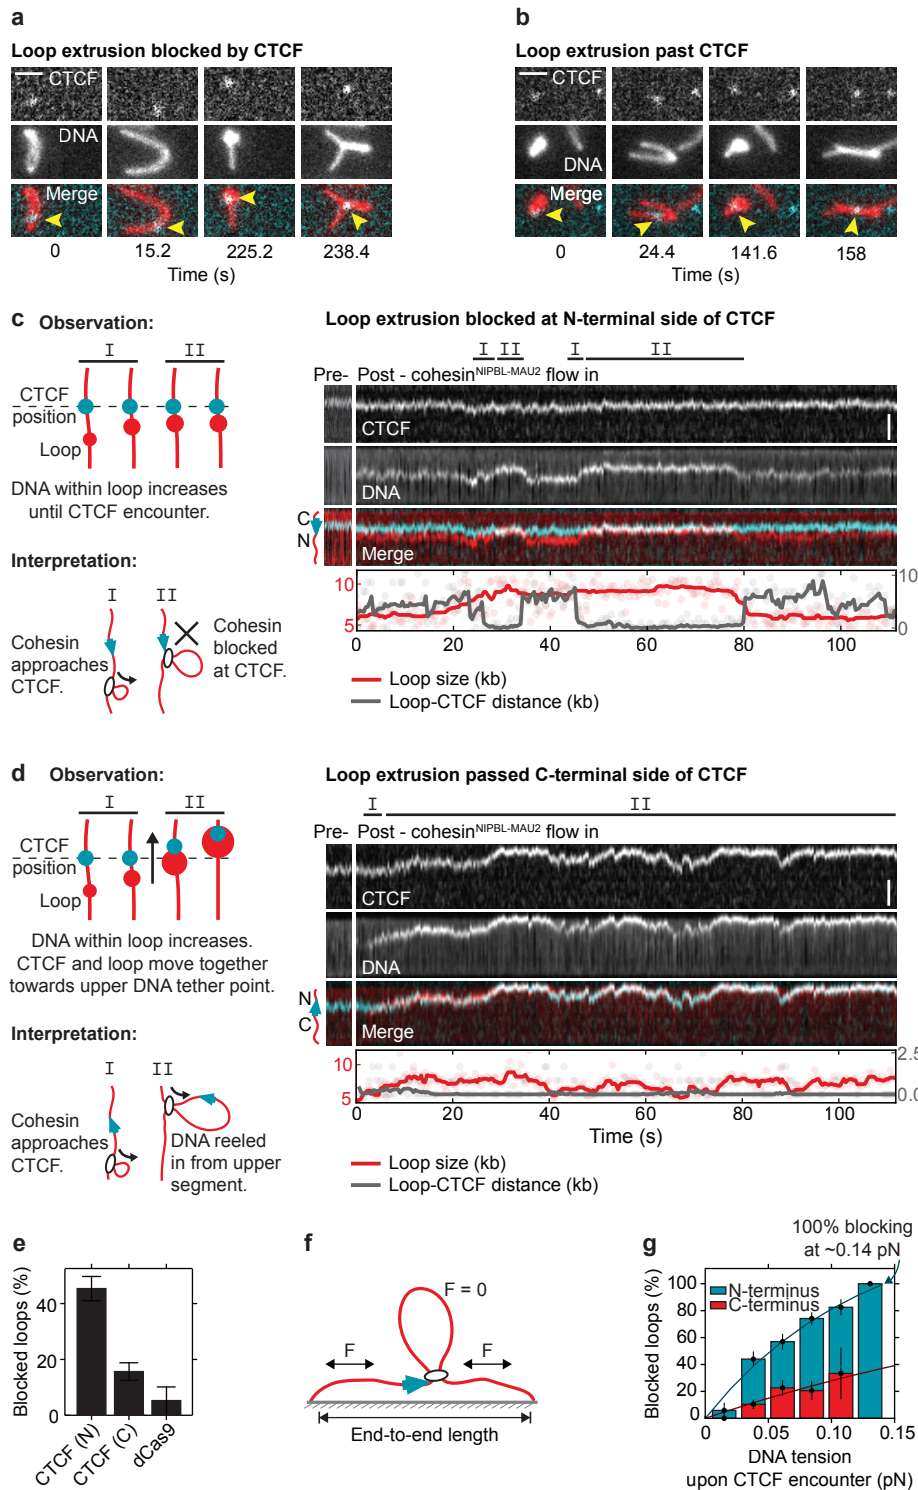 a
Loop extrusion blocked by CTCF
CTCF
DNA
Merge
0 15.2 225.2 238.4
Time (s)
b
Loop extrusion past CTCF
CTCF
DNA
Merge
0 24.4 141.6 158
Time (s)
c Observation:
I II
CTCF
position
Loop
DNA within loop increases
until CTCF encounter.
Interpretation:
I II
Cohesin
approaches
CTCF.
Cohesin
blocked
at CTCF.
Loop extrusion blocked at N-terminal side of CTCF
I II I II
Pre- Post - cohesinNIPBL-MAU2 flow in
CTCF
DNA
C
N
Merge
10
5
10
0
0 20 40 60 80 100
Loop size (kb)
Loop-CTCF distance (kb)
d Observation:
I II
CTCF
position
Loop
DNA within loop increases.
CTCF and loop move together
towards upper DNA tether point.
Interpretation:
I II
Cohesin
approaches
CTCF.
DNA reeled
in from upper
segment.
Loop extrusion passed C-terminal side of CTCF
I II
Pre- Post - cohesinNIPBL-MAU2 flow in
CTCF
DNA
N
C
Merge
10
5
2.5
0.0
0 20 40 60 80 100
Time (s)
Loop size (kb)
Loop-CTCF distance (kb)
e
Blocked loops (%)
40
20
0
CTCF (N)
CTCF (C)
dCas9
f
F = 0
F F
End-to-end length
g
100% blocking
at ~0.14 pN
Blocked loops (%)
100
80
60
40
20
0
N-terminus
C-terminus
0 0.05 0.10 0.15
DNA tension
upon CTCF encounter (pN)